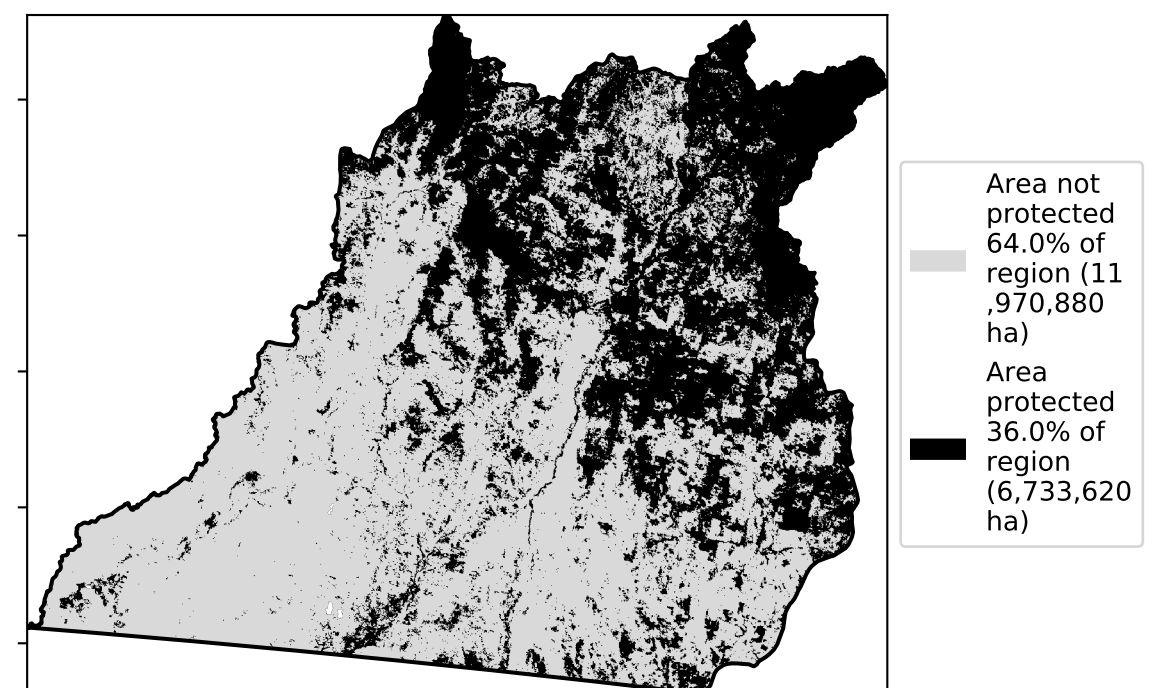 Area not
protected
64.0% of
region (11
,970,880
ha)
Area
protected
36.0% of
region
(6,733,620
ha)